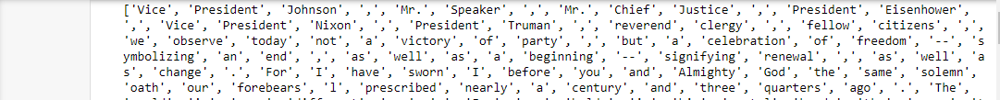 ['Vice', 'President', 'Johnson', ',', 'Mr.', 'Speaker', ',', 'Mr.', 'Chief', 'Justice', ',', 'President', 'Eisenhower',
',', 'Vice', 'President', 'Nixon', ',', 'President', 'Truman', ',', 'reverend', 'clergy', ',', 'fellow', 'citizens', ',',
'we', 'observe', 'today', 'not', 'a', 'victory', 'of', 'party', ',', 'but', 'a', 'celebration', 'of', 'freedom', '--', 's
ymbolizing', 'an', 'end', ',', 'as', 'well', 'as', 'a', 'beginning', '--', 'signifying', 'renewal', ',', 'as', 'well', 'a
s', 'change', '.', 'For', 'I', 'have', 'sworn', 'I', 'before', 'you', 'and', 'Almighty', 'God', 'the', 'same', 'solemn',
'oath', 'our', 'forebears', 'l', 'prescribed', 'nearly', 'a', 'century', 'and', 'three', 'quarters', 'ago', '.', 'The',